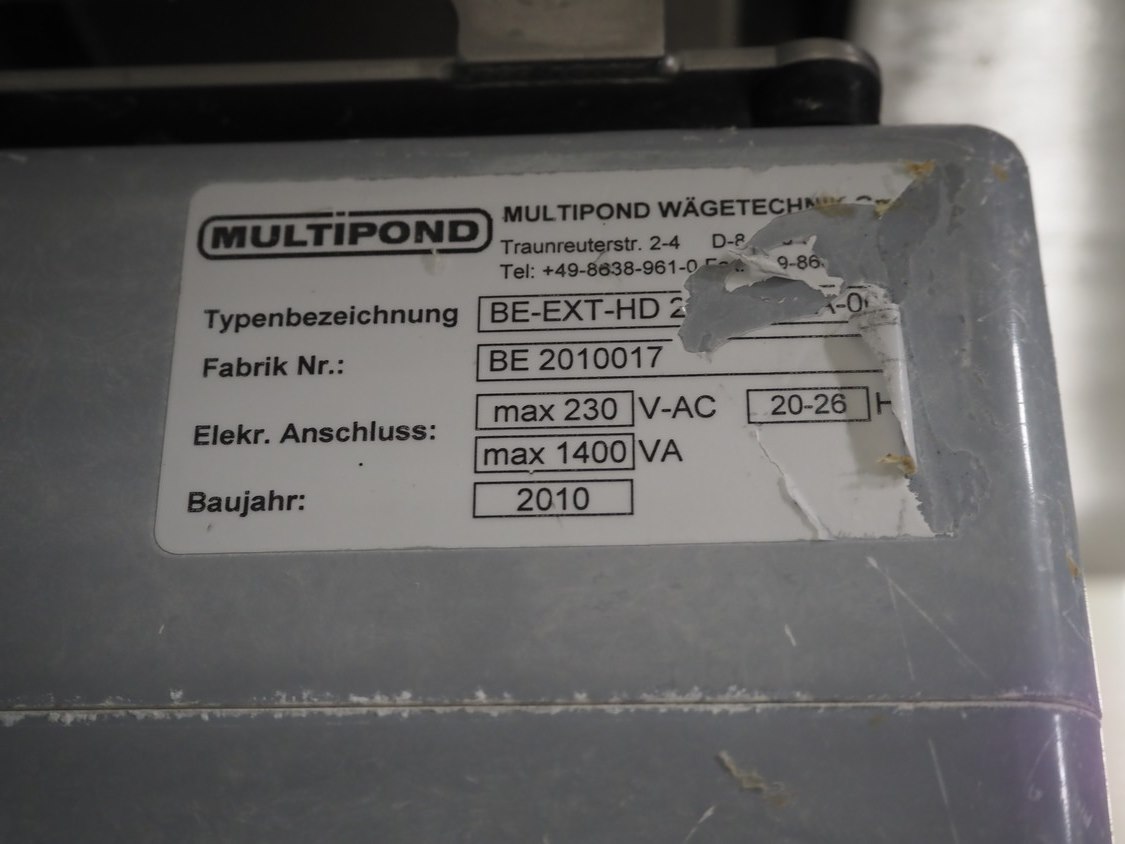 MULTIPOND
MULTIPOND WÄGETECHNIK
Traunreuterstr. 2-4
Tel: +49-8638-961-0
Typenbezeichnung BE-EXT-HD
Fabrik Nr.: BE 2010017
Elekr. Anschluss: max 230 V-AC 20-26
max 1400 VA
Baujahr: 2010